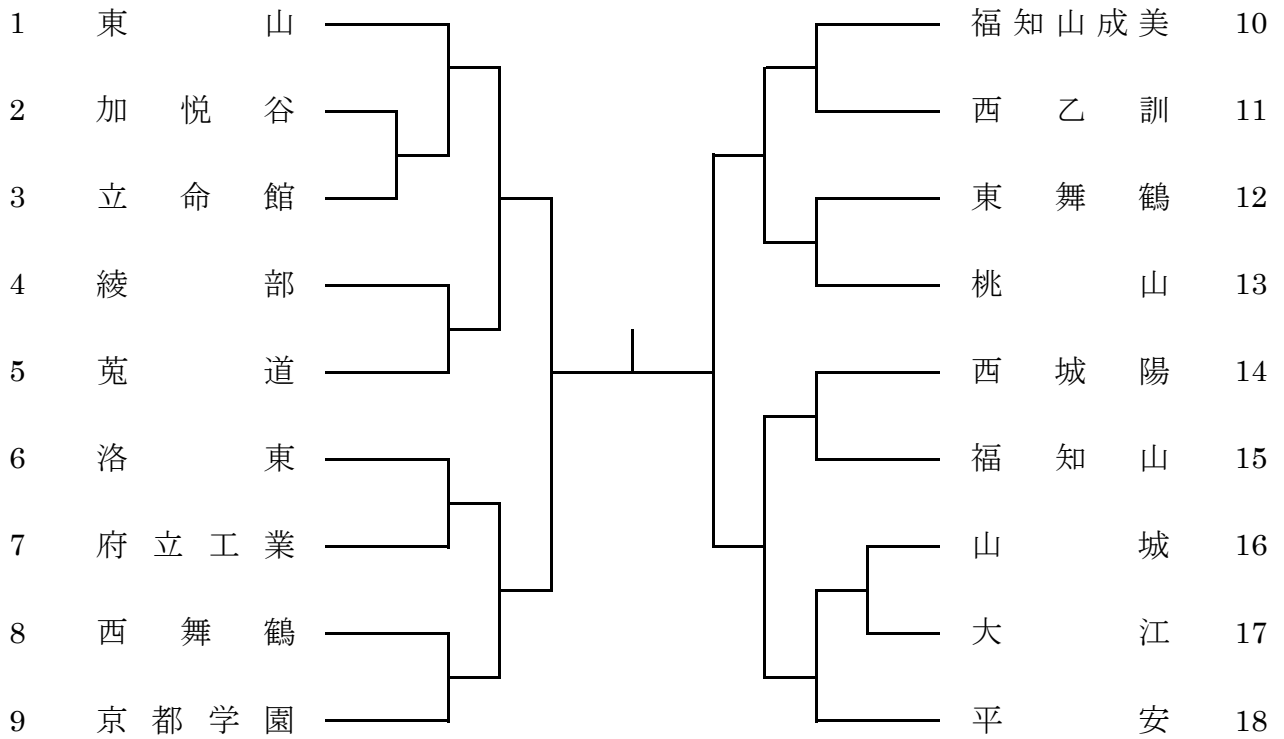 1 東山
2 加悦谷
3 立命館
4 綾部
5 莵道
6 洛東
7 府立工業
8 西舞鶴
9 京都学園
福知山成美 10
西乙訓 11
東舞鶴 12
桃山 13
西城陽 14
福知山 15
山城 16
大江 17
平安 18